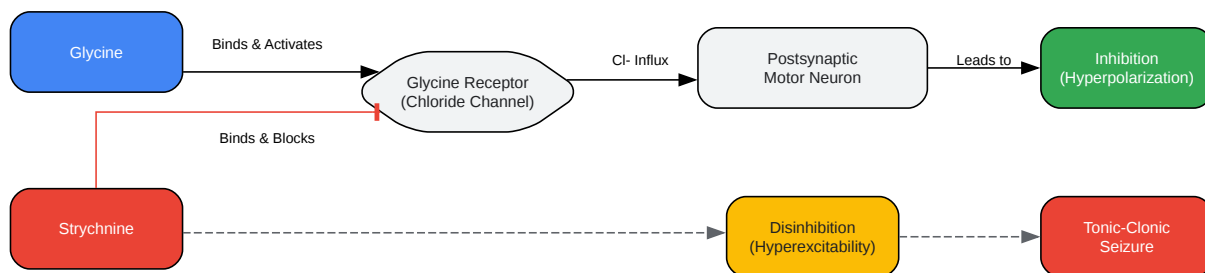 Glycine
Binds & Activates
Glycine Receptor
(Chloride Channel)
Cl- Influx
Postsynaptic
Motor Neuron
Leads to
Inhibition
(Hyperpolarization)
Binds & Blocks
Strychnine
Disinhibition
(Hyperexcitability)
Tonic-Clonic
Seizure